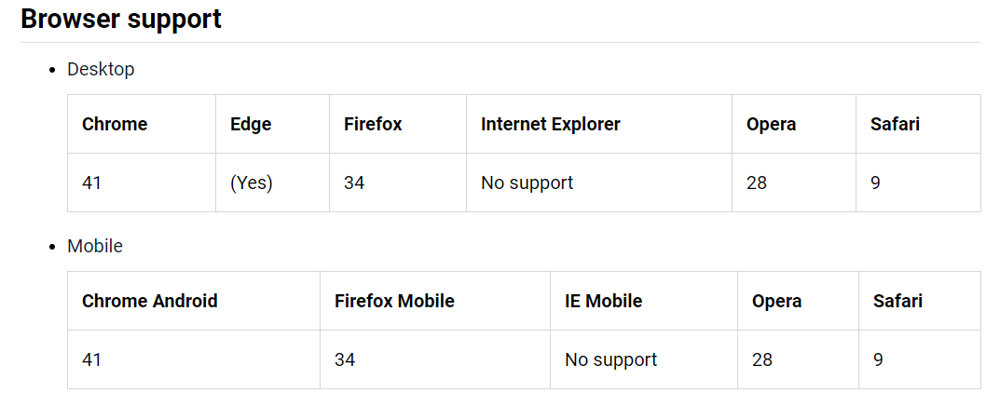 Browser support
Desktop
Chrome Edge Firefox Internet Explorer Opera Safari
41 (Yes) 34 No support 28 9
Mobile
Chrome Android Firefox Mobile IE Mobile Opera Safari
41 34 No support 28 9